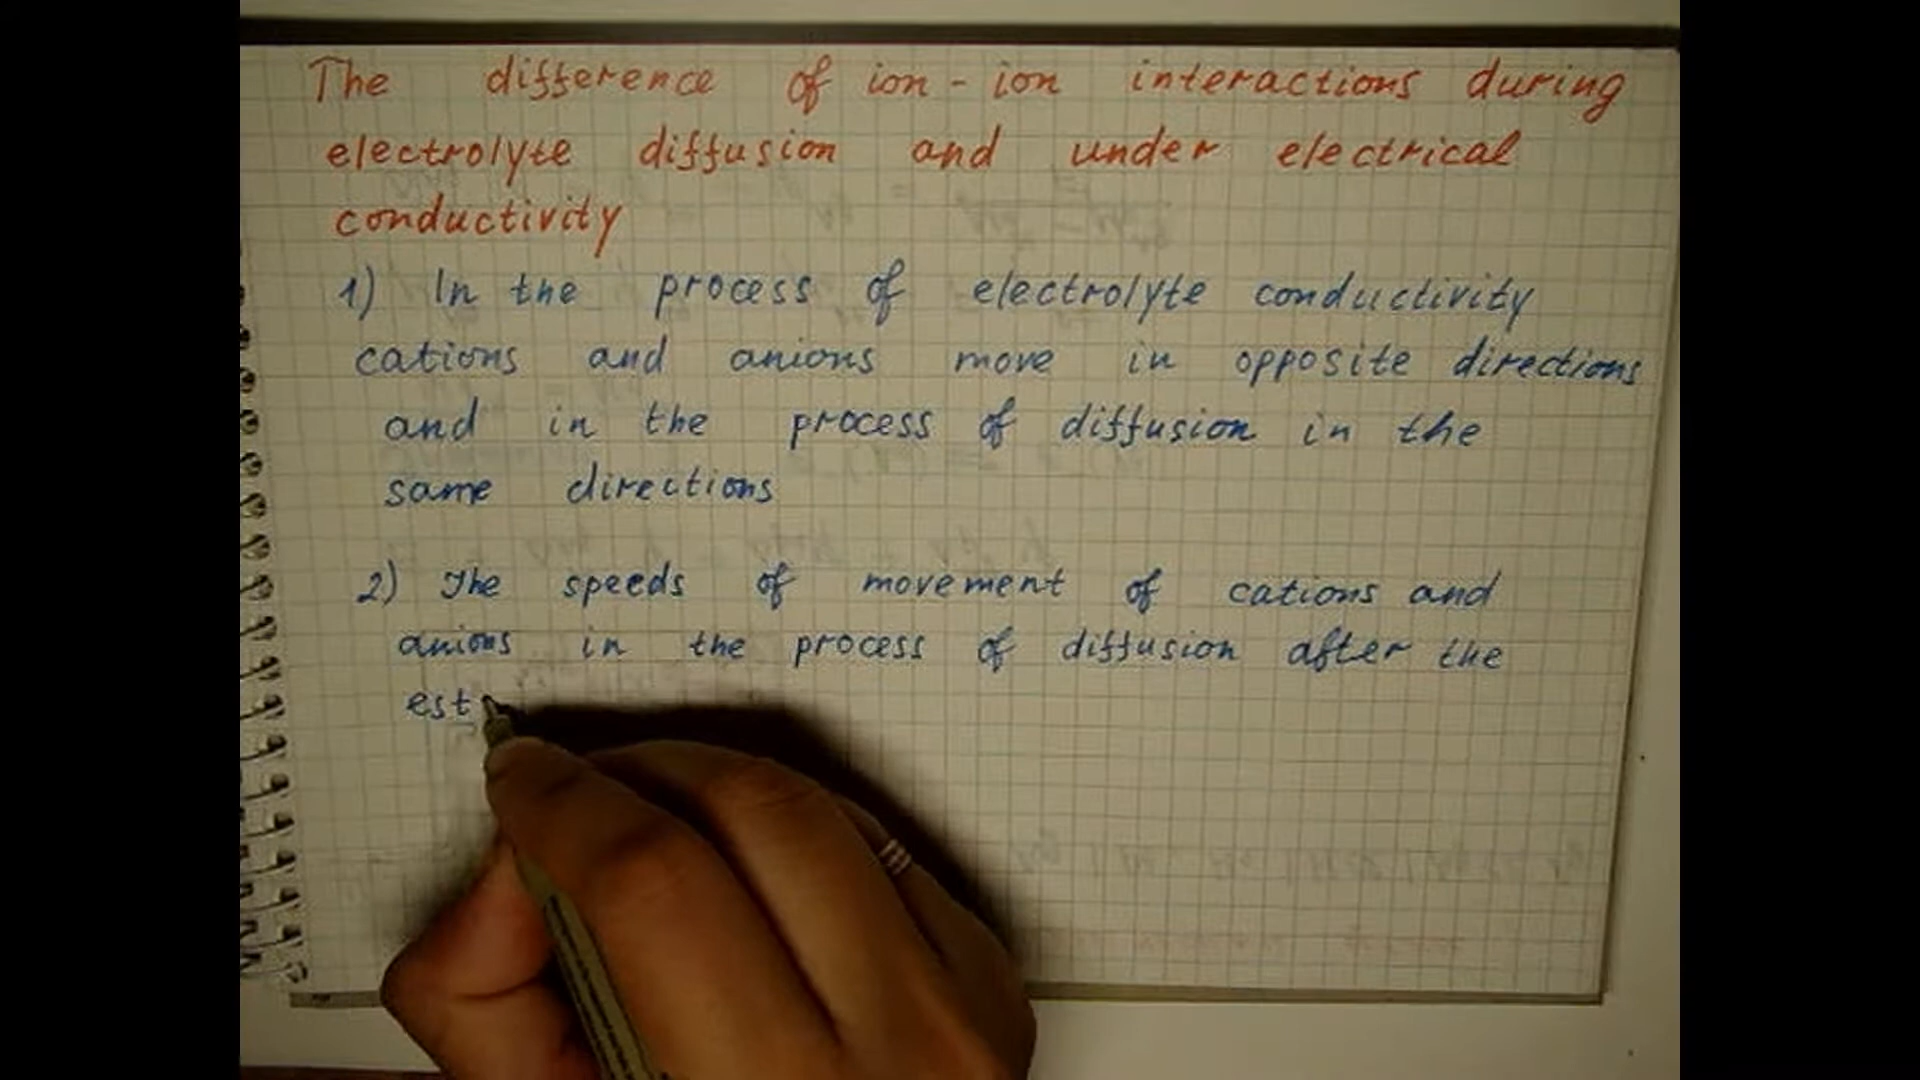 The difference of ion-ion interactions during
electrolyte diffusion and under electrical
conductivity
1) In the process of electrolyte conductivity
cations and anions move in opposite directions
and in the process of diffusion in the
same directions
2) The speeds of movement of cations and
anions in the process of diffusion after the
est